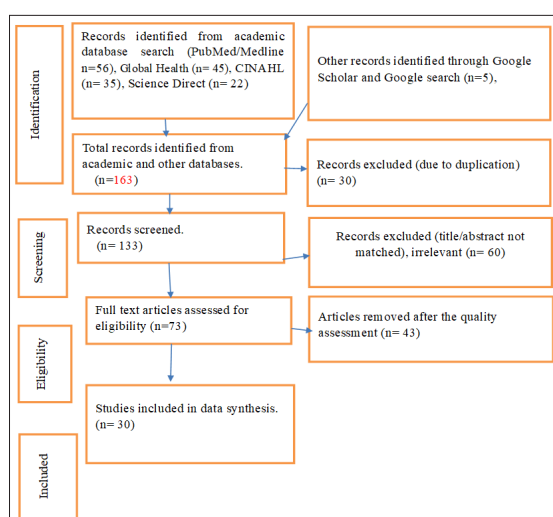 Identification
Records identified from academic
database search (PubMed/Medline
n=56), Global Health (n= 45), CINAHL
(n= 35), Science Direct (n= 22)
Other records identified through Google
Scholar and Google search (n=5),
Total records identified from
academic and other databases.
(n=163)
Records excluded (due to duplication)
(n= 30)
Screening
Records screened.
(n= 133)
Records excluded (title/abstract not
matched), irrelevant (n= 60)
Eligibility
Full text articles assessed for
eligibility (n=73)
Articles removed after the quality
assessment (n= 43)
Included
Studies included in data synthesis.
(n= 30)